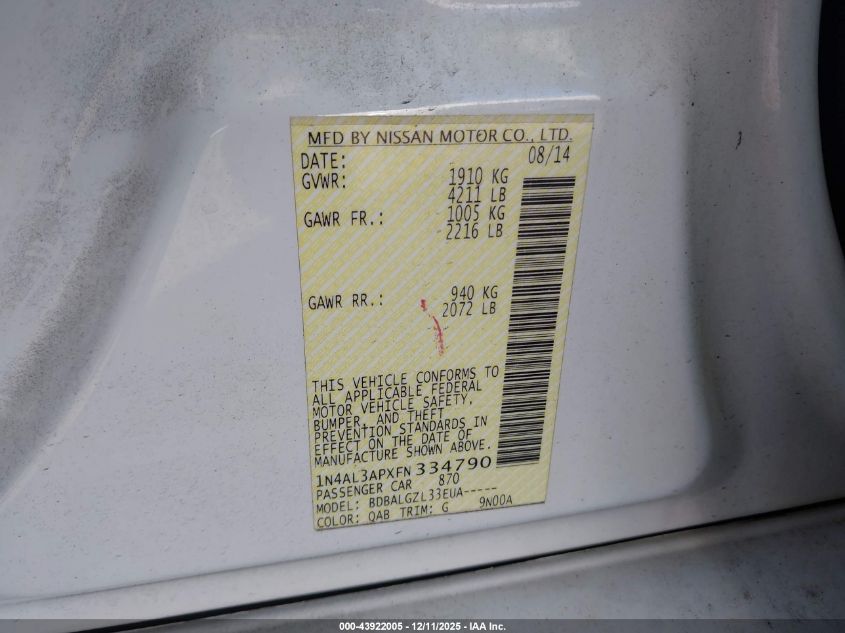 MFD BY NISSAN MOTOR CO., LTD.
DATE: 08/14
GVWR: 1910 KG
4211 LB
GAWR FR.: 1005 KG
2216 LB
GAWR RR.: 940 KG
2072 LB
THIS VEHICLE CONFORMS TO
ALL APPLICABLE FEDERAL
MOTOR VEHICLE SAFETY,
BUMPER, AND THEFT
PREVENTION STANDARDS IN
EFFECT ON THE DATE OF
MANUFACTURE SHOWN ABOVE.
1N4AL3APXFN334790
PASSENGER CAR 870
MODEL: BDBALGZL33EUA-----
COLOR: QAB TRIM: G 9N00A
000-43922005 - 12/11/2025 - IAA Inc.